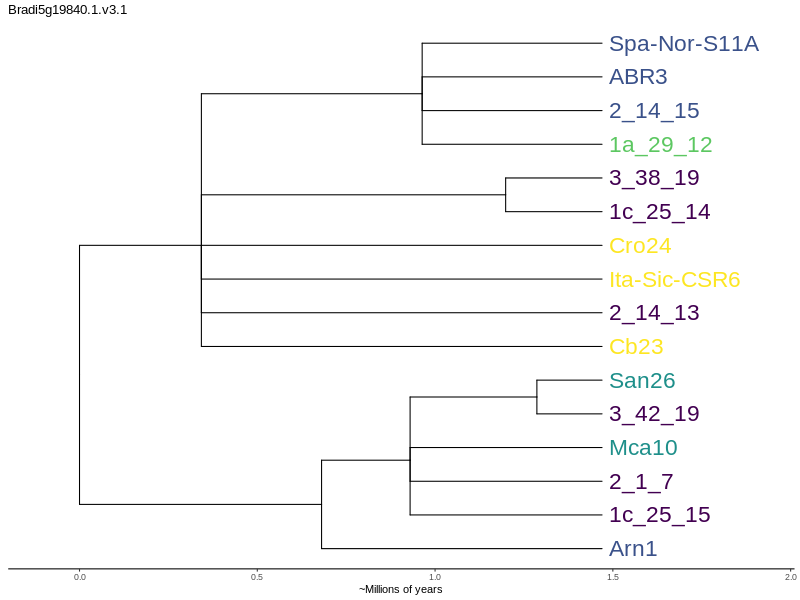 Bradi5g19840.1.v3.1
Spa-Nor-S11A
ABR3
2_14_15
1a_29_12
3_38_19
1c_25_14
Cro24
Ita-Sic-CSR6
2_14_13
Cb23
San26
3_42_19
Mca10
2_1_7
1c_25_15
Arn1
0.0 0.5 1.0 1.5 2.0
~Millions of years